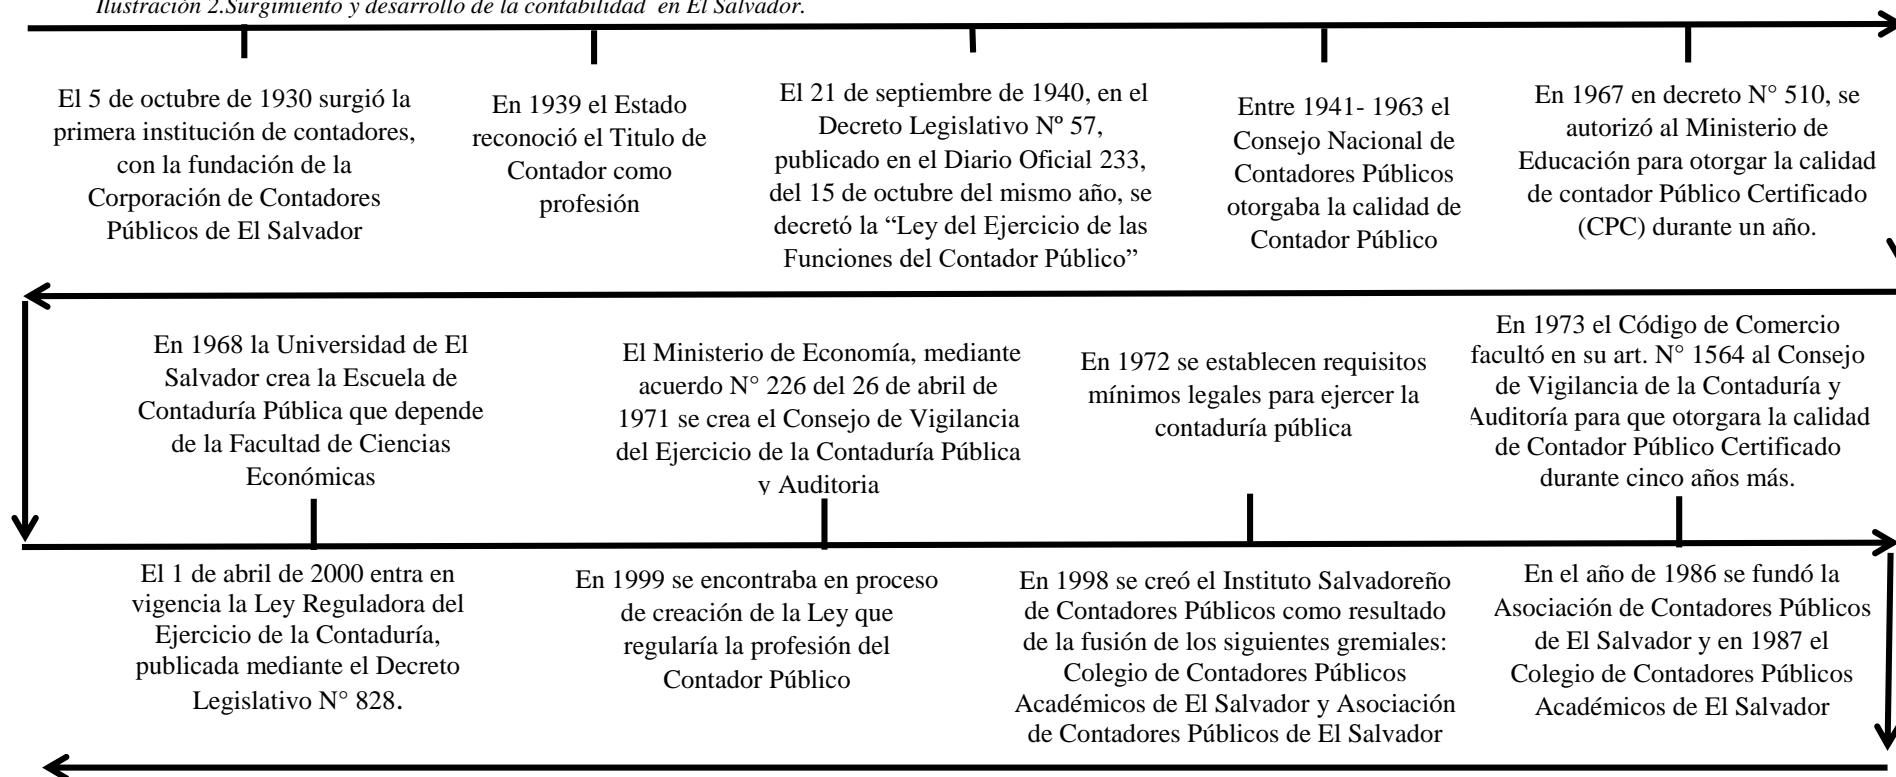 Ilustración 2.Surgimiento y desarrollo de la contabilidad en El Salvador.
El 5 de octubre de 1930 surgió la
primera institución de contadores,
con la fundación de la
Corporación de Contadores
Públicos de El Salvador
En 1939 el Estado
reconoció el Titulo de
Contador como
profesión
El 21 de septiembre de 1940, en el
Decreto Legislativo Nº 57,
publicado en el Diario Oficial 233,
del 15 de octubre del mismo año, se
decretó la “Ley del Ejercicio de las
Funciones del Contador Público”
Entre 1941- 1963 el
Consejo Nacional de
Contadores Públicos
otorgaba la calidad de
Contador Público
En 1967 en decreto N° 510, se
autorizó al Ministerio de
Educación para otorgar la calidad
de contador Público Certificado
(CPC) durante un año.
En 1968 la Universidad de El
Salvador crea la Escuela de
Contaduría Pública que depende
de la Facultad de Ciencias
Económicas
El Ministerio de Economía, mediante
acuerdo N° 226 del 26 de abril de
1971 se crea el Consejo de Vigilancia
del Ejercicio de la Contaduría Pública
y Auditoria
En 1972 se establecen requisitos
mínimos legales para ejercer la
contaduría pública
En 1973 el Código de Comercio
facultó en su art. N° 1564 al Consejo
de Vigilancia de la Contaduría y
Auditoría para que otorgara la calidad
de Contador Público Certificado
durante cinco años más.
El 1 de abril de 2000 entra en
vigencia la Ley Reguladora del
Ejercicio de la Contaduría,
publicada mediante el Decreto
Legislativo N° 828.
En 1999 se encontraba en proceso
de creación de la Ley que
regularía la profesión del
Contador Público
En 1998 se creó el Instituto Salvadoreño
de Contadores Públicos como resultado
de la fusión de los siguientes gremiales:
Colegio de Contadores Públicos
Académicos de El Salvador y Asociación
de Contadores Públicos de El Salvador
En el año de 1986 se fundó la
Asociación de Contadores Públicos
de El Salvador y en 1987 el
Colegio de Contadores Públicos
Académicos de El Salvador